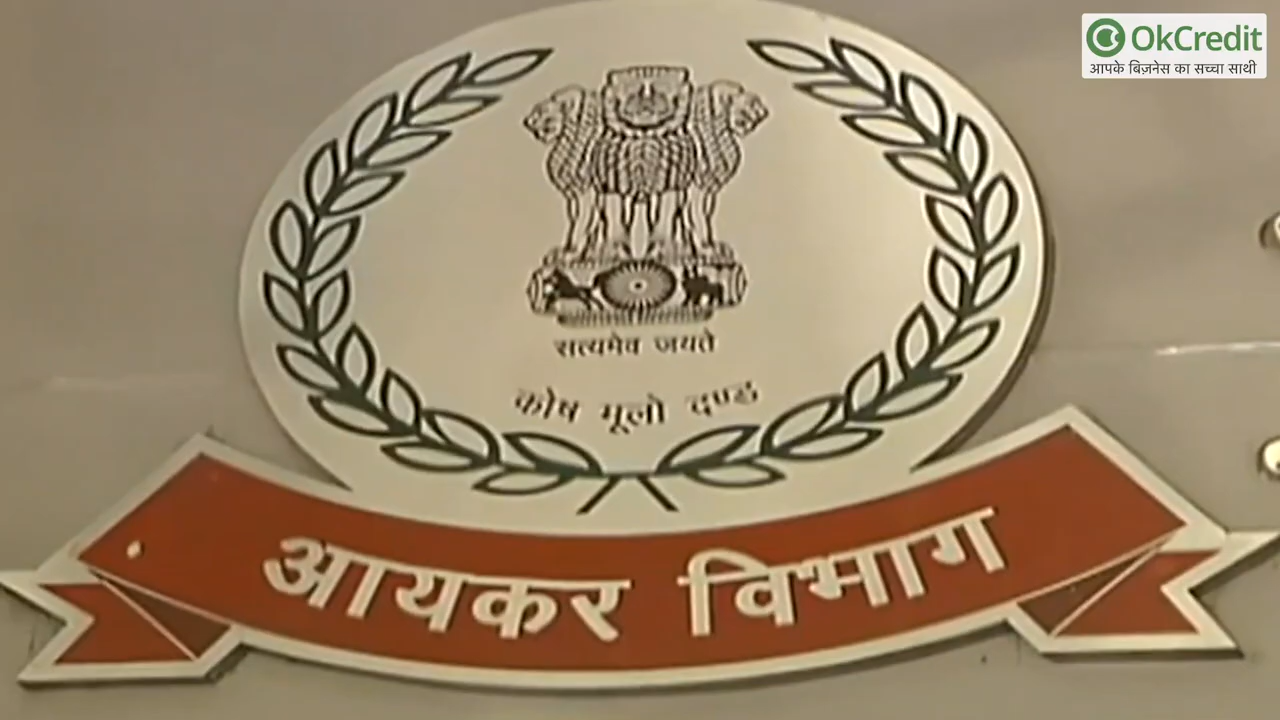 OkCredit
आपके बिज़नेस का सच्चा साथी
सत्यमेव जयते
कोष मूलो दण्ड
आयकर विभाग